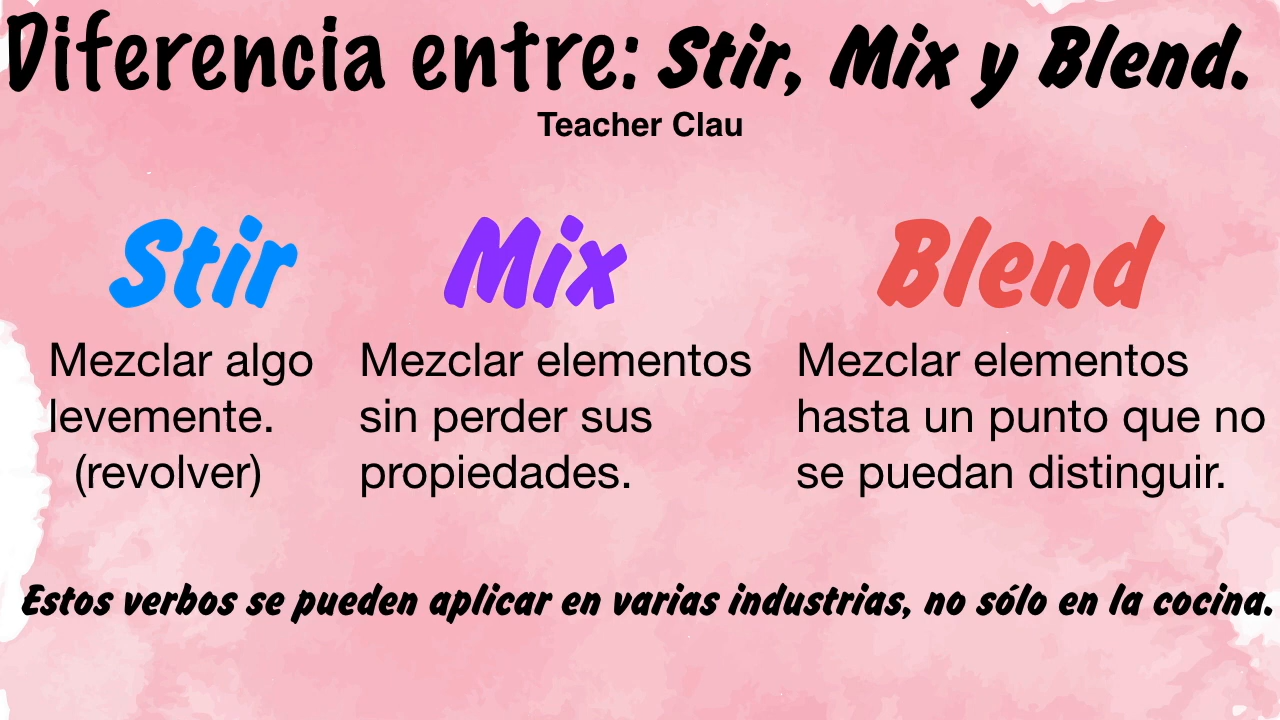 Diferencia entre: Stir, Mix y Blend.
Teacher Clau
Stir
Mezclar algo
levemente.
(revolver)
Mix
Mezclar elementos
sin perder sus
propiedades.
Blend
Mezclar elementos
hasta un punto que no
se puedan distinguir.
Estos verbos se pueden aplicar en varias industrias, no sólo en la cocina.